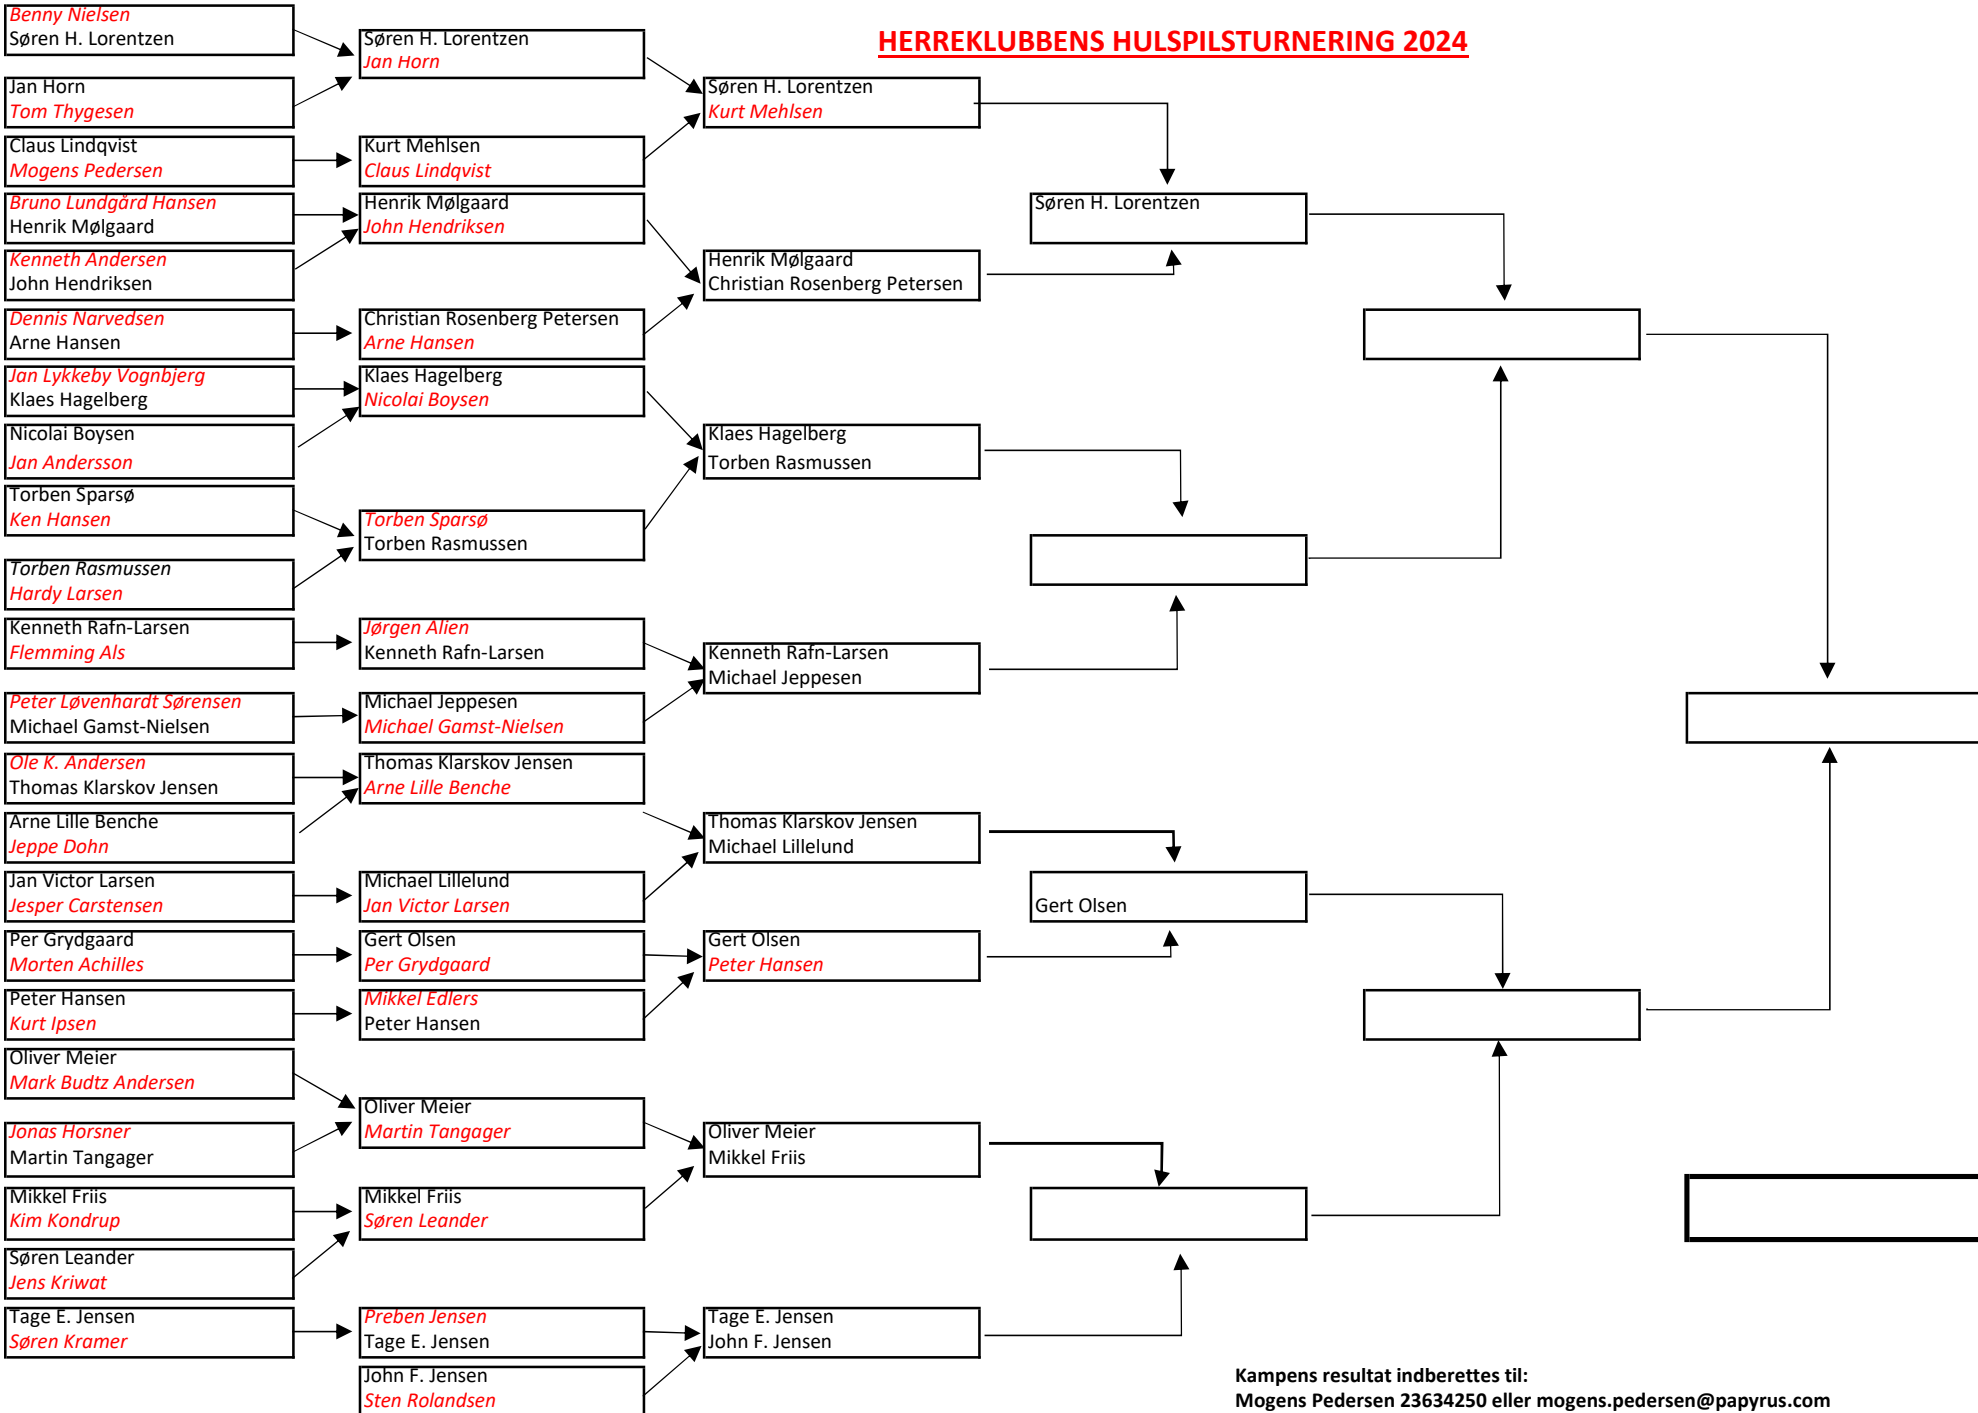 HERREKLUBBENS HULSPILSTURNERING 2024
Benny Nielsen
Søren H. Lorentzen
Jan Horn
Tom Thygesen
Claus Lindqvist
Mogens Pedersen
Bruno Lundgård Hansen
Henrik Mølgaard
Kenneth Andersen
John Hendriksen
Dennis Narvedsen
Arne Hansen
Jan Lykkeby Vognbjerg
Klaes Hagelberg
Nicolai Boysen
Jan Andersson
Torben Sparsø
Ken Hansen
Torben Rasmussen
Hardy Larsen
Kenneth Rafn-Larsen
Flemming Als
Peter Løvenhardt Sørensen
Michael Gamst-Nielsen
Ole K. Andersen
Thomas Klarskov Jensen
Arne Lille Benche
Jeppe Dohn
Jan Victor Larsen
Jesper Carstensen
Per Grydgaard
Morten Achilles
Peter Hansen
Kurt Ipsen
Oliver Meier
Mark Budtz Andersen
Jonas Horsner
Martin Tangager
Mikkel Friis
Kim Kondrup
Søren Leander
Jens Kriwat
Tage E. Jensen
Søren Kramer
Søren H. Lorentzen
Jan Horn
Kurt Mehlsen
Claus Lindqvist
Henrik Mølgaard
John Hendriksen
Christian Rosenberg Petersen
Arne Hansen
Klaes Hagelberg
Nicolai Boysen
Torben Sparsø
Torben Rasmussen
Jørgen Alien
Kenneth Rafn-Larsen
Michael Jeppesen
Michael Gamst-Nielsen
Thomas Klarskov Jensen
Arne Lille Benche
Michael Lillelund
Jan Victor Larsen
Gert Olsen
Per Grydgaard
Mikkel Edlers
Peter Hansen
Oliver Meier
Martin Tangager
Mikkel Friis
Søren Leander
Preben Jensen
Tage E. Jensen
John F. Jensen
Sten Rolandsen
Søren H. Lorentzen
Kurt Mehlsen
Henrik Mølgaard
Christian Rosenberg Petersen
Klaes Hagelberg
Torben Rasmussen
Kenneth Rafn-Larsen
Michael Jeppesen
Thomas Klarskov Jensen
Michael Lillelund
Gert Olsen
Peter Hansen
Oliver Meier
Mikkel Friis
Tage E. Jensen
John F. Jensen
Søren H. Lorentzen
Gert Olsen
Kampens resultat indberettes til:
Mogens Pedersen 23634250 eller mogens.pedersen@papyrus.com